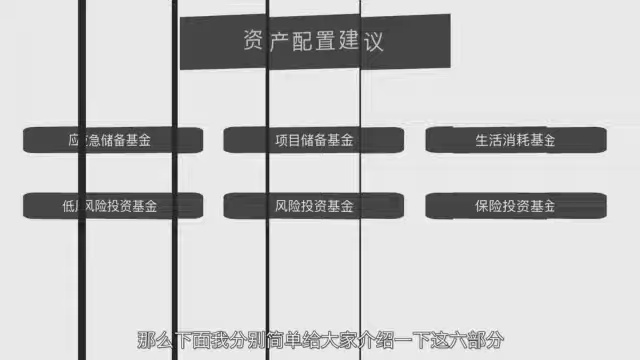 资产配置建议
应急储备基金 项目储备基金 生活消耗基金
低风险投资基金 风险投资基金 保险投资基金
那么下面我分别简单给大家介绍一下这六部分